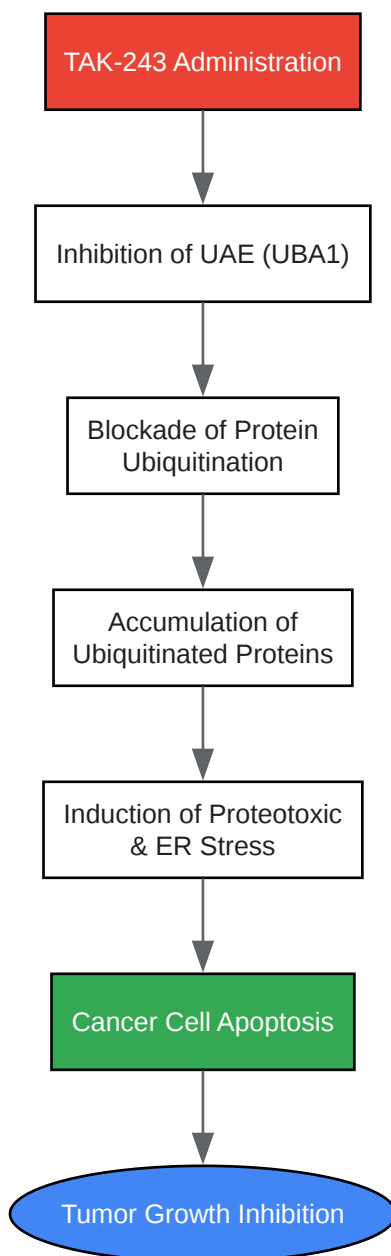 TAK-243 Administration
Inhibition of UAE (UBA1)
Blockade of Protein
Ubiquitination
Accumulation of
Ubiquitinated Proteins
Induction of Proteotoxic
& ER Stress
Cancer Cell Apoptosis
Tumor Growth Inhibition